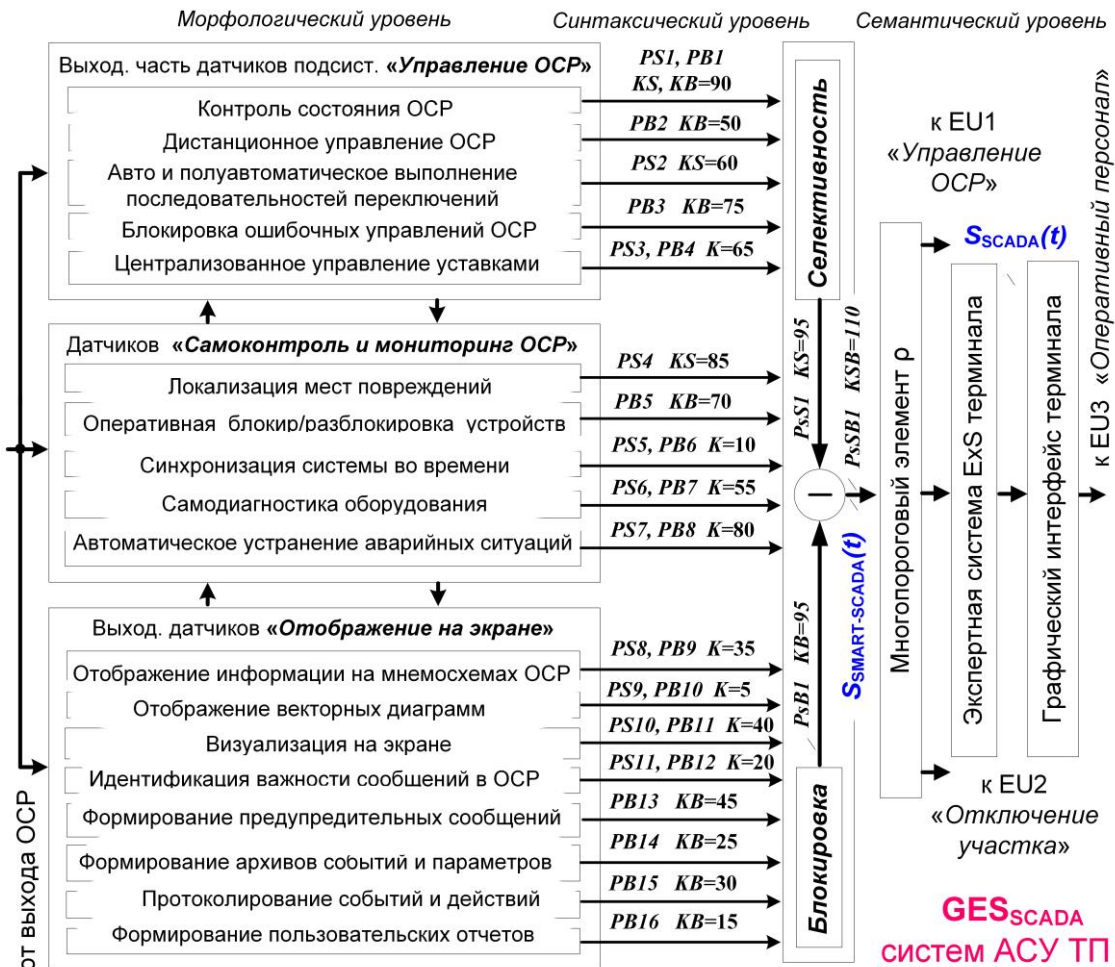 Морфологический уровень
Синтаксический уровень
Семантический уровень
Выход. часть датчиков подсист. «Управление ОСР»
Контроль состояния ОСР
Дистанционное управление ОСР
Авто и полуавтоматическое выполнение
последовательностей переключений
Блокировка ошибочных управлений ОСР
Централизованное управление уставками
PS1, PB1
KS, KB=90
PB2 KB=50
PS2 KS=60
PB3 KB=75
PS3, PB4 K=65
Датчиков «Самоконтроль и мониторинг ОСР»
Локализация мест повреждений
Оперативная блокир/разблокировка устройств
Синхронизация системы во времени
Самодиагностика оборудования
Автоматическое устранение аварийных ситуаций
PS4 KS=85
PB5 KB=70
PS5, PB6 K=10
PS6, PB7 K=55
PS7, PB8 K=80
Выход. датчиков «Отображение на экране»
Отображение информации на мнемосхемах ОСР
Отображение векторных диаграмм
Визуализация на экране
Идентификация важности сообщений в ОСР
Формирование предупредительных сообщений
Формирование архивов событий и параметров
Протоколирование событий и действий
Формирование пользовательских отчетов
PS8, PB9 K=35
PS9, PB10 K=5
PS10, PB11 K=40
PS11, PB12 K=20
PB13 KB=45
PB14 KB=25
PB15 KB=30
PB16 KB=15
от выхода ОСР
Селективность
PsS1 KS=95
PsSB1 KSB=110
PsB1 KB=95
Блокировка
SSMART-SCADA(t)
Многопороговый элемент ρ
к EU1
«Управление
ОСР»
SSCADA(t)
Экспертная система ExS терминала
Графический интерфейс терминала
к EU3 «Оперативный персонал»
к EU2
«Отключение
участка»
GESSCADA
систем АСУ ТП